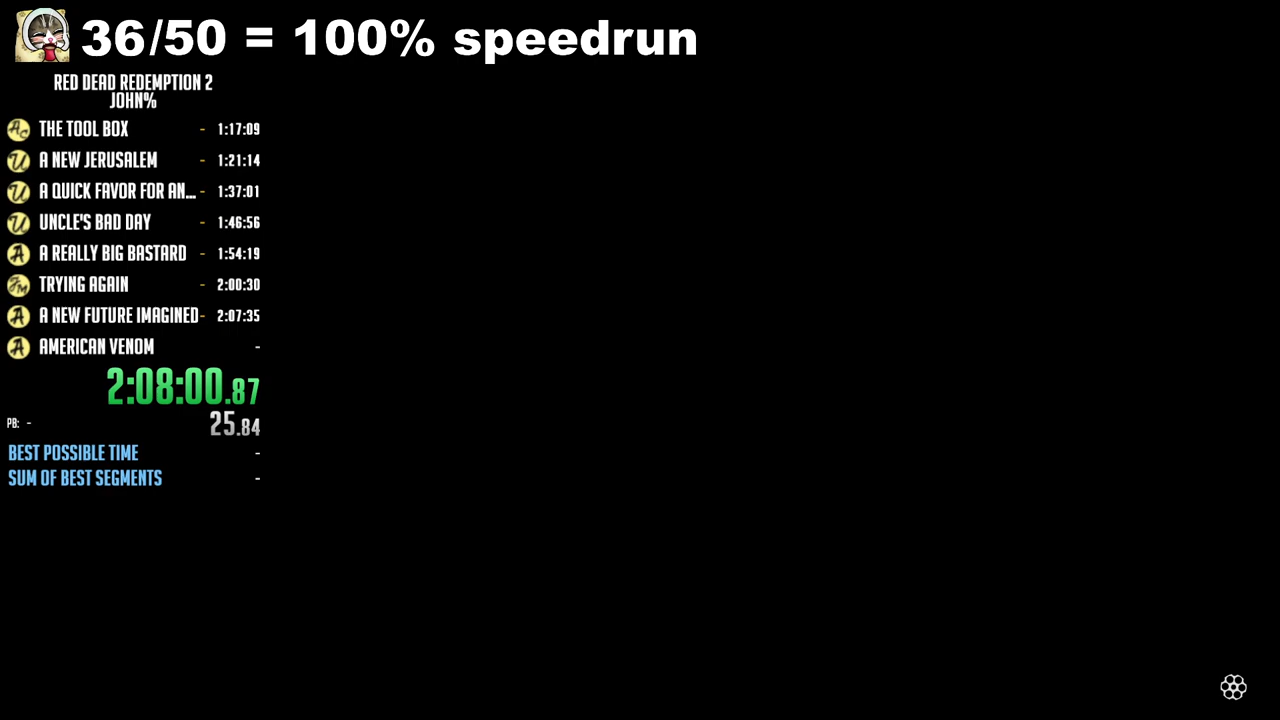 36/50 = 100% speedrun
RED DEAD REDEMPTION 2
JOHN%
THE TOOL BOX - 1:17:09
A NEW JERUSALEM - 1:21:14
A QUICK FAVOR FOR AN... - 1:37:01
UNCLE'S BAD DAY - 1:46:56
A REALLY BIG BASTARD - 1:54:19
TRYING AGAIN - 2:00:30
A NEW FUTURE IMAGINED - 2:07:35
AMERICAN VENOM -
2:08:00.87
PB: - 25.84
BEST POSSIBLE TIME -
SUM OF BEST SEGMENTS -